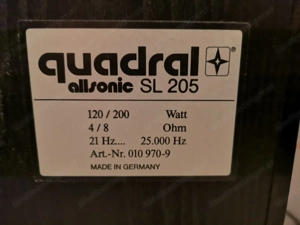 quadral
allsonic SL 205
120 / 200 Watt
4 / 8 Ohm
21 Hz.... 25.000 Hz
Art.-Nr. 010 970-9
MADE IN GERMANY